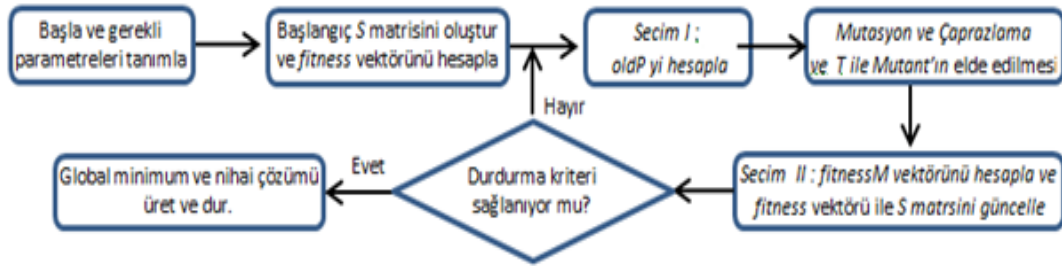 Başla ve gerekli
parametreleri tanımla
Başlangıç S matrisini oluştur
ve fitness vektörünü hesapla
Secim I ;
oldP yi hesapla
Mutasyon ve Çaprazlama
ve T ile Mutant'ın elde edilmesi
Secim II : fitnessM vektörünü hesapla ve
fitness vektörü ile S matrsini güncelle
Durdurma kriteri
sağlanıyor mu?
Hayır
Evet
Global minimum ve nihai çözümü
üret ve dur.